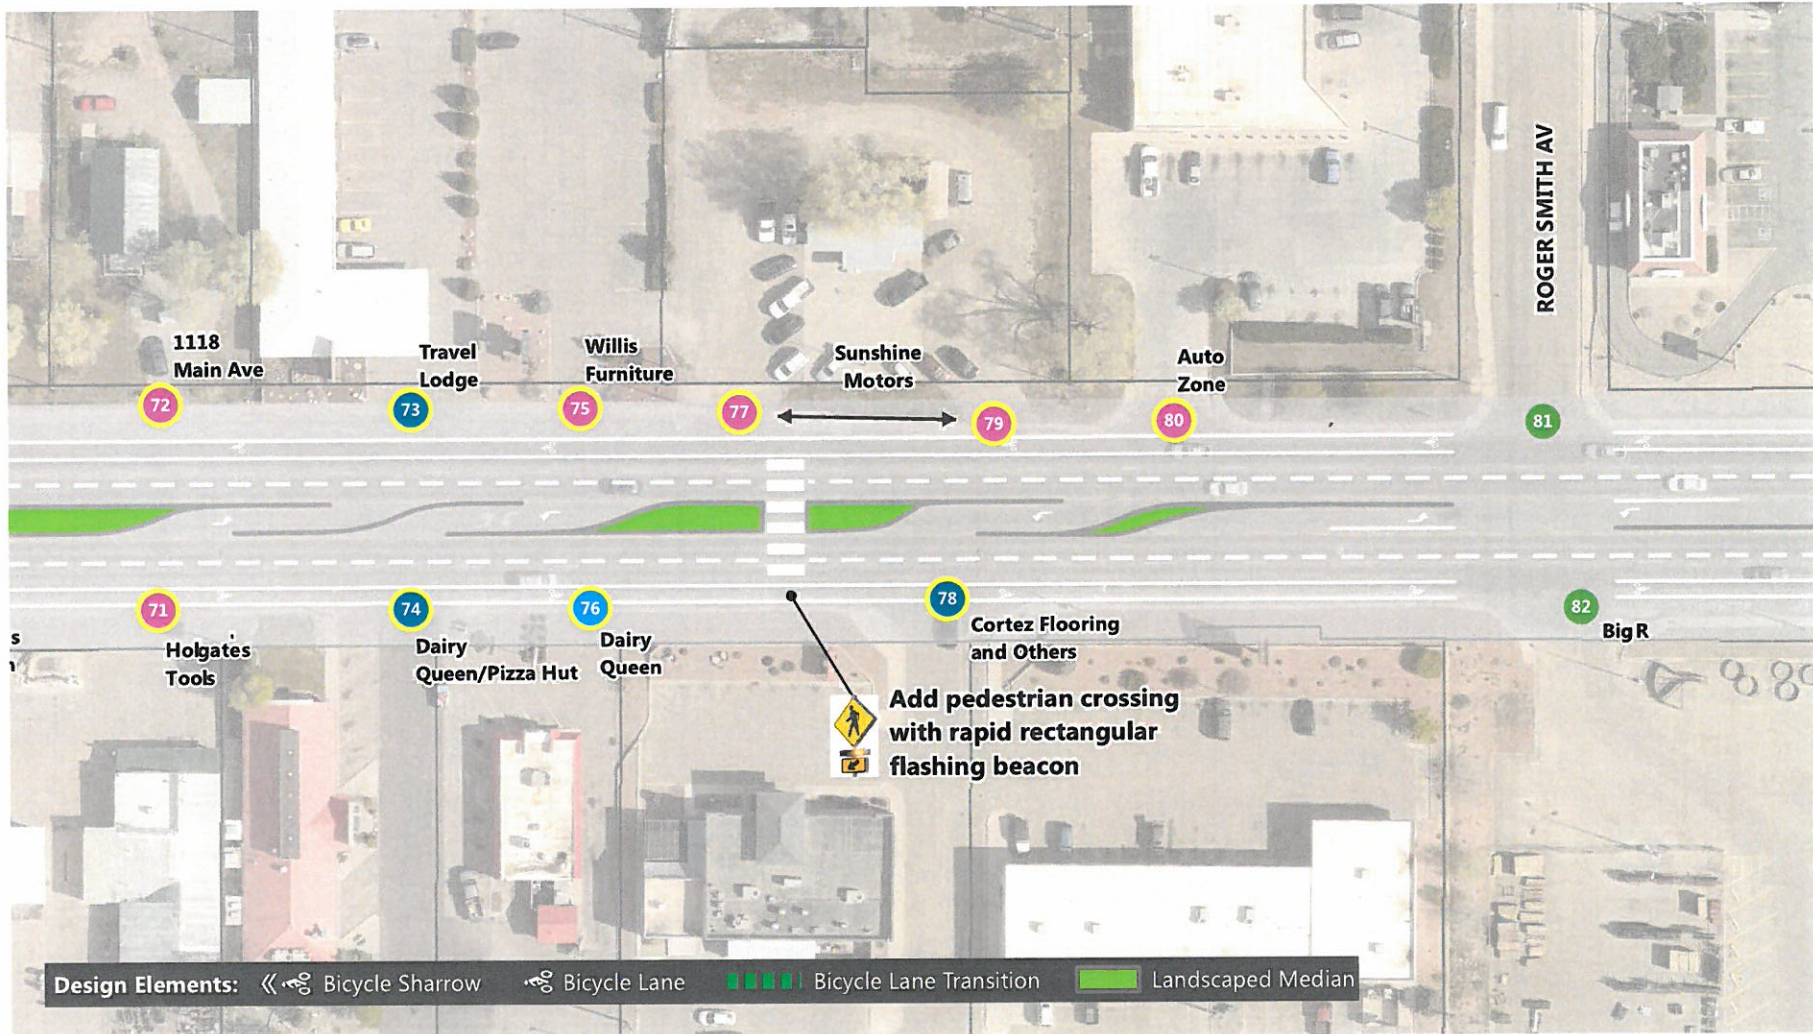 ROGER SMITH AV
1118
Main Ave
Travel
Lodge
Willis
Furniture
Sunshine
Motors
Auto
Zone
72
73
75
77
79
80
81
71
74
76
78
82
Holgate's
Tools
Dairy
Queen/Pizza Hut
Dairy
Queen
Cortez Flooring
and Others
Big R
s
Add pedestrian crossing
with rapid rectangular
flashing beacon
Design Elements: Bicycle Sharrow Bicycle Lane Bicycle Lane Transition Landscaped Median